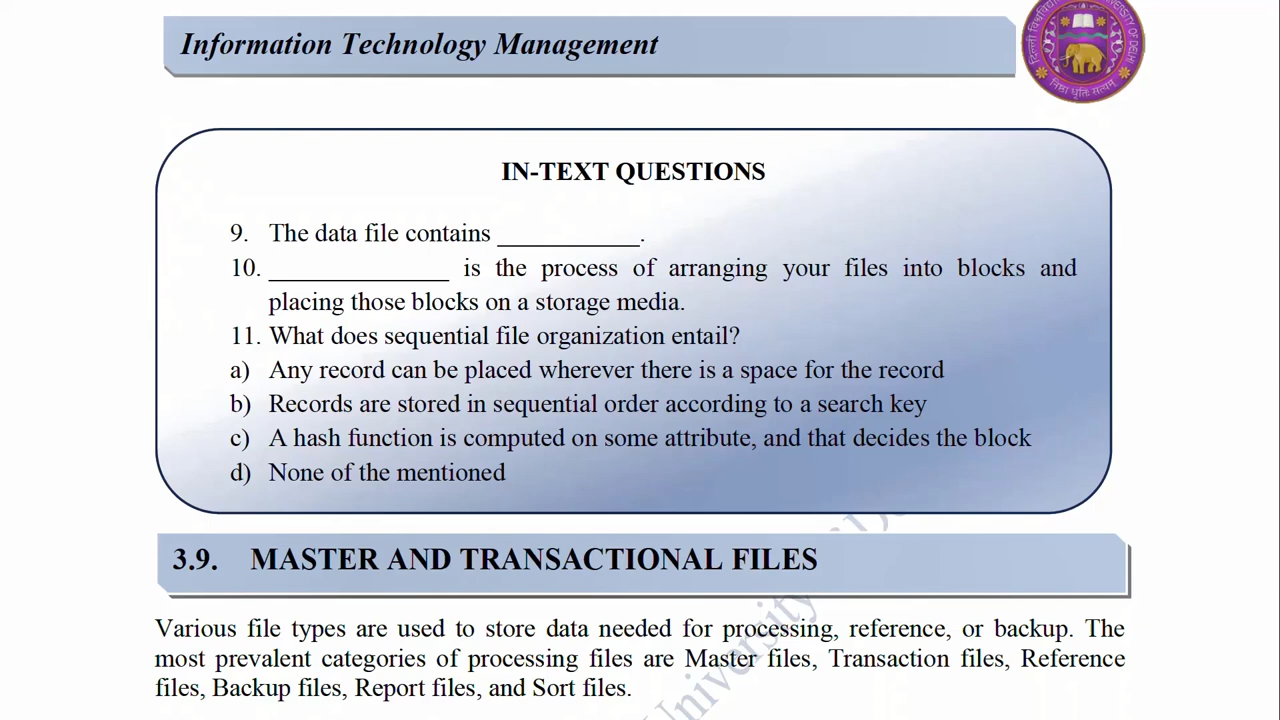 Information Technology Management
IN-TEXT QUESTIONS
9. The data file contains ___________.
10. ______________ is the process of arranging your files into blocks and
placing those blocks on a storage media.
11. What does sequential file organization entail?
a) Any record can be placed wherever there is a space for the record
b) Records are stored in sequential order according to a search key
c) A hash function is computed on some attribute, and that decides the block
d) None of the mentioned
3.9. MASTER AND TRANSACTIONAL FILES
Various file types are used to store data needed for processing, reference, or backup. The
most prevalent categories of processing files are Master files, Transaction files, Reference
files, Backup files, Report files, and Sort files.
University